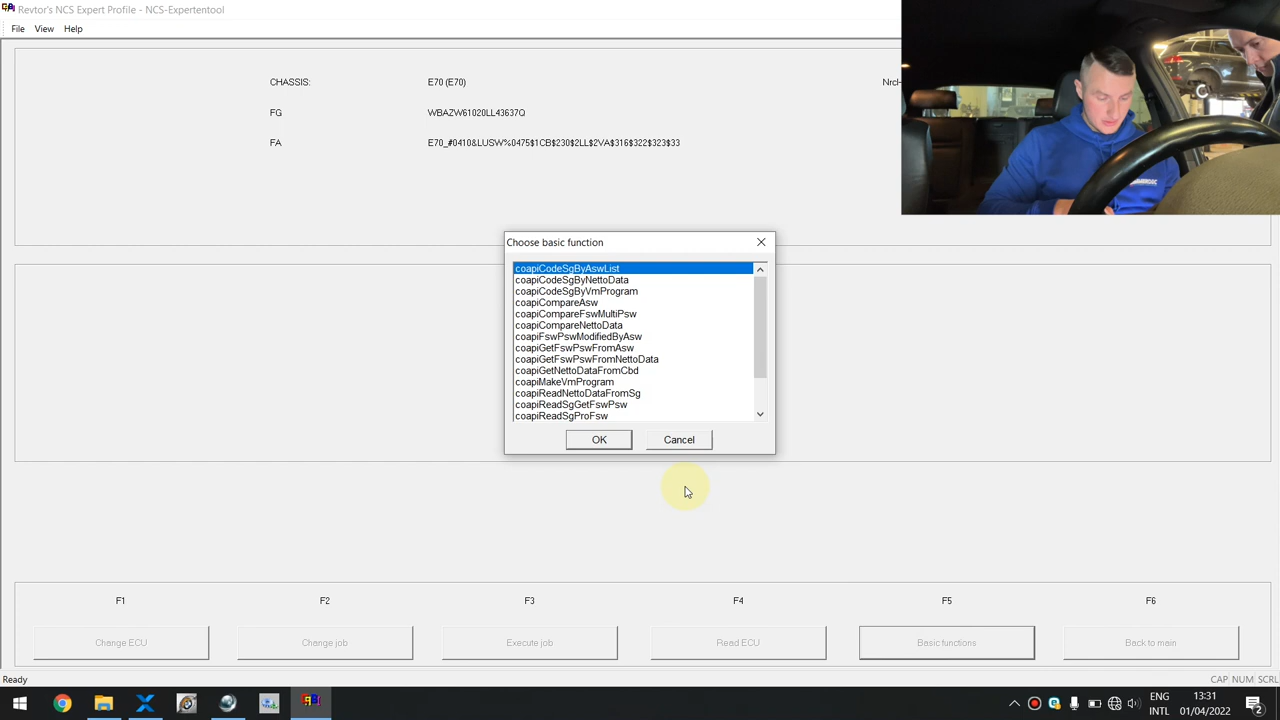 Revtor's NCS Expert Profile - NCS-Expertentool
File View Help
CHASSIS: E70 (E70)
FG WBAZW61020LL43637Q
FA E70_#0410&LUSW%0475$1CB$230$2LL$2VA$316$322$323$33
Choose basic function
coapiCodeSgByAswList
coapiCodeSgByNettoData
coapiCodeSgByVmProgram
coapiCompareAsw
coapiCompareFswMultiPsw
coapiCompareNettoData
coapiFswPswModifiedByAsw
coapiGetFswPswFromAsw
coapiGetFswPswFromNettoData
coapiGetNettoDataFromCbd
coapiMakeVmProgram
coapiReadNettoDataFromSg
coapiReadSgGetFswPsw
coapiReadSgProFsw
OK Cancel
F1 F2 F3 F4 F5 F6
Change ECU Change job Execute job Read ECU Basic functions Back to main
Ready CAP NUM SCRL
ENG 13:31
INTL 01/04/2022 2